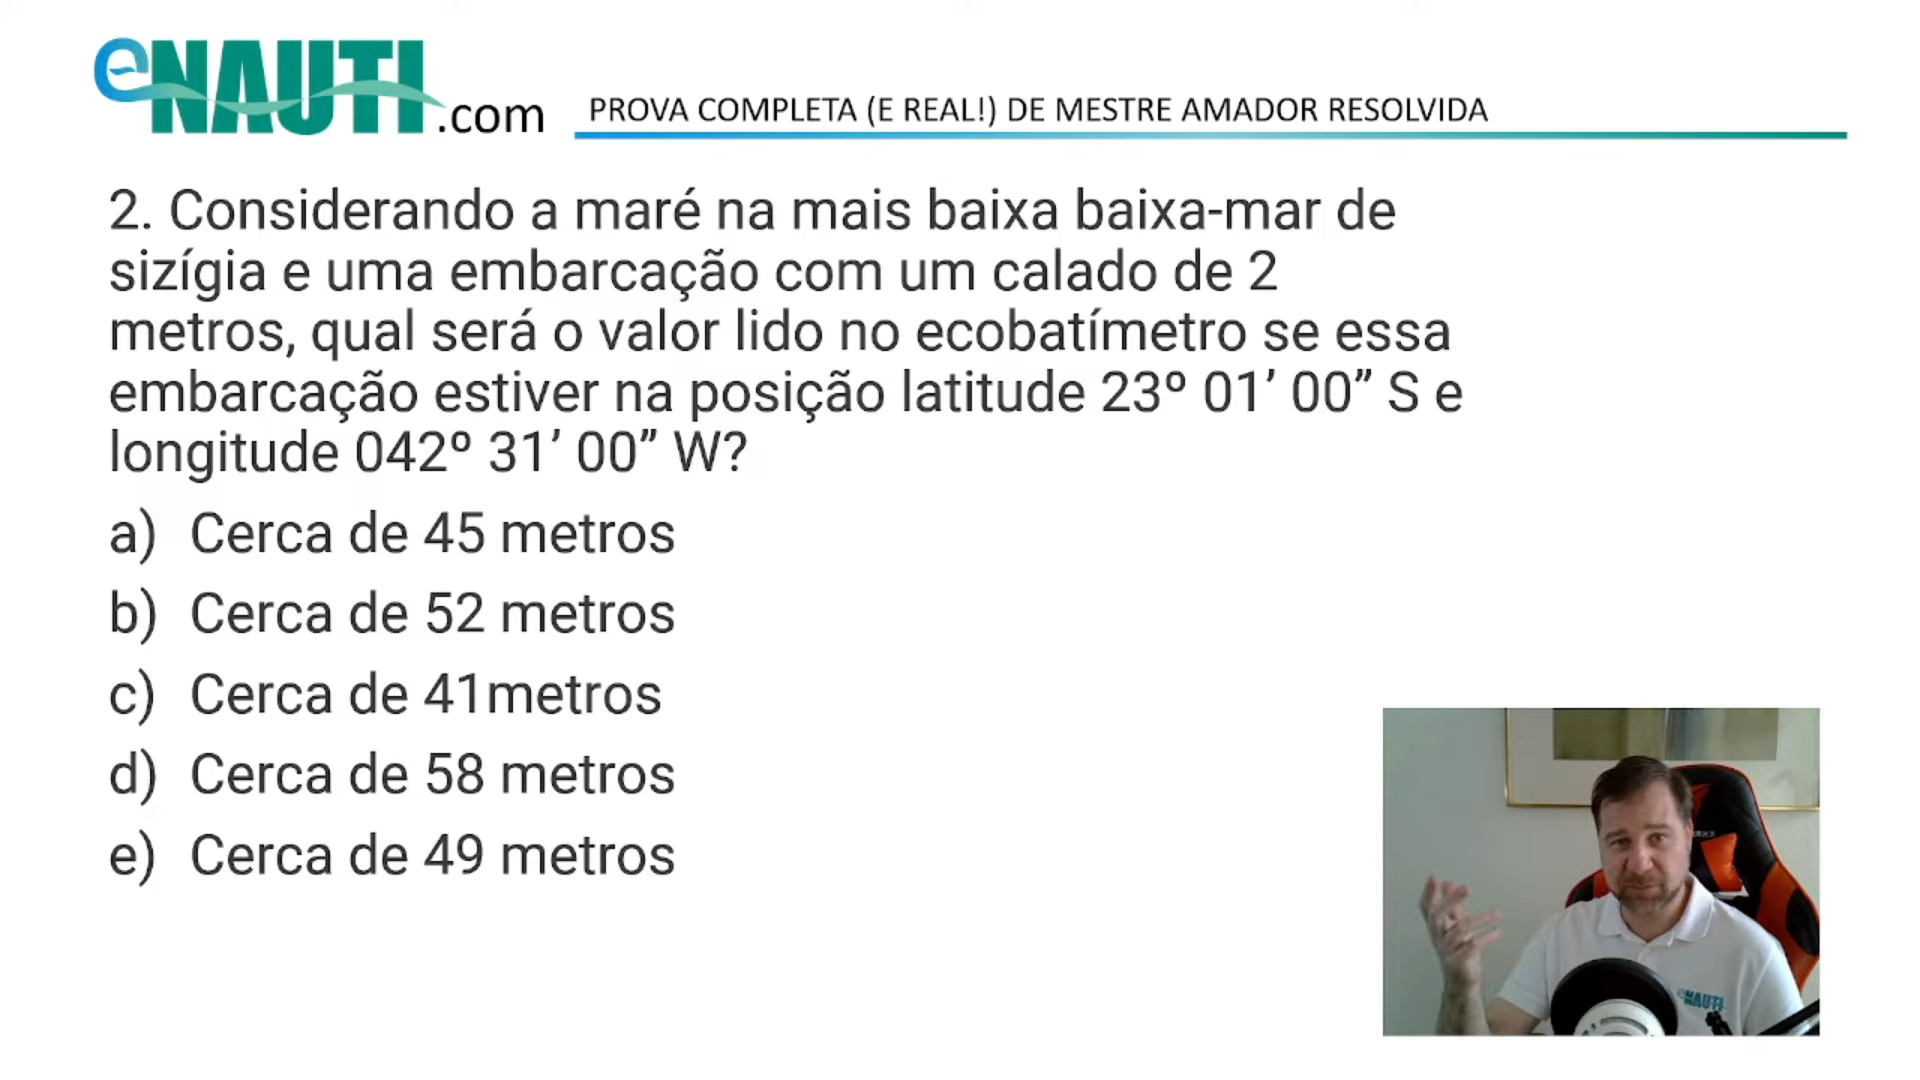 eNAUTI.com
PROVA COMPLETA (E REAL!) DE MESTRE AMADOR RESOLVIDA
2. Considerando a maré na mais baixa baixa-mar de
sizígia e uma embarcação com um calado de 2
metros, qual será o valor lido no ecobatímetro se essa
embarcação estiver na posição latitude 23º 01’ 00” S e
longitude 042º 31’ 00” W?
a) Cerca de 45 metros
b) Cerca de 52 metros
c) Cerca de 41metros
d) Cerca de 58 metros
e) Cerca de 49 metros
eNAUTI